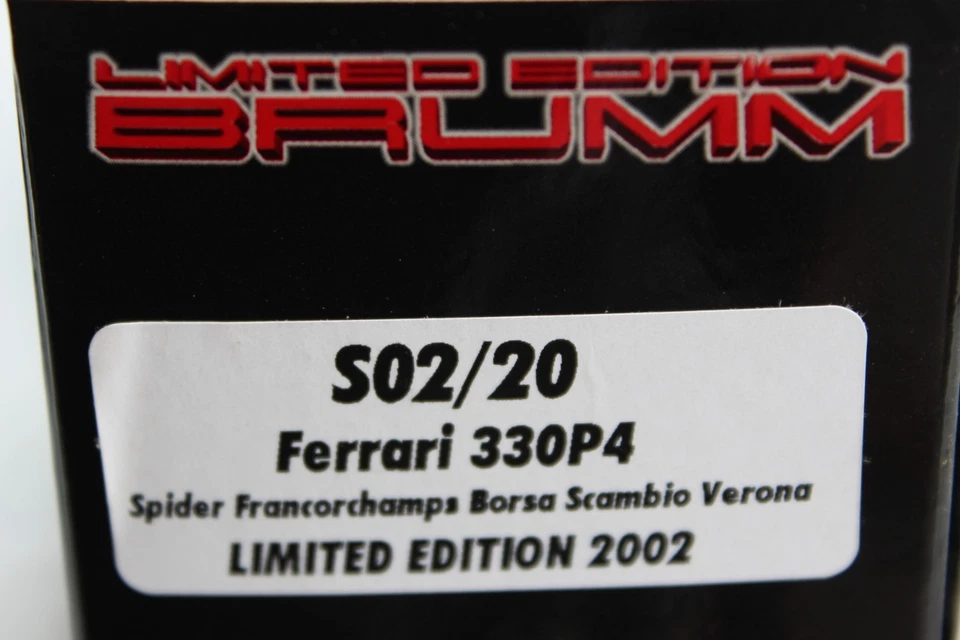 LIMITED EDITION
BRUMM
S02/20
Ferrari 330P4
Spider Francorchamps Borsa Scambio Verona
LIMITED EDITION 2002